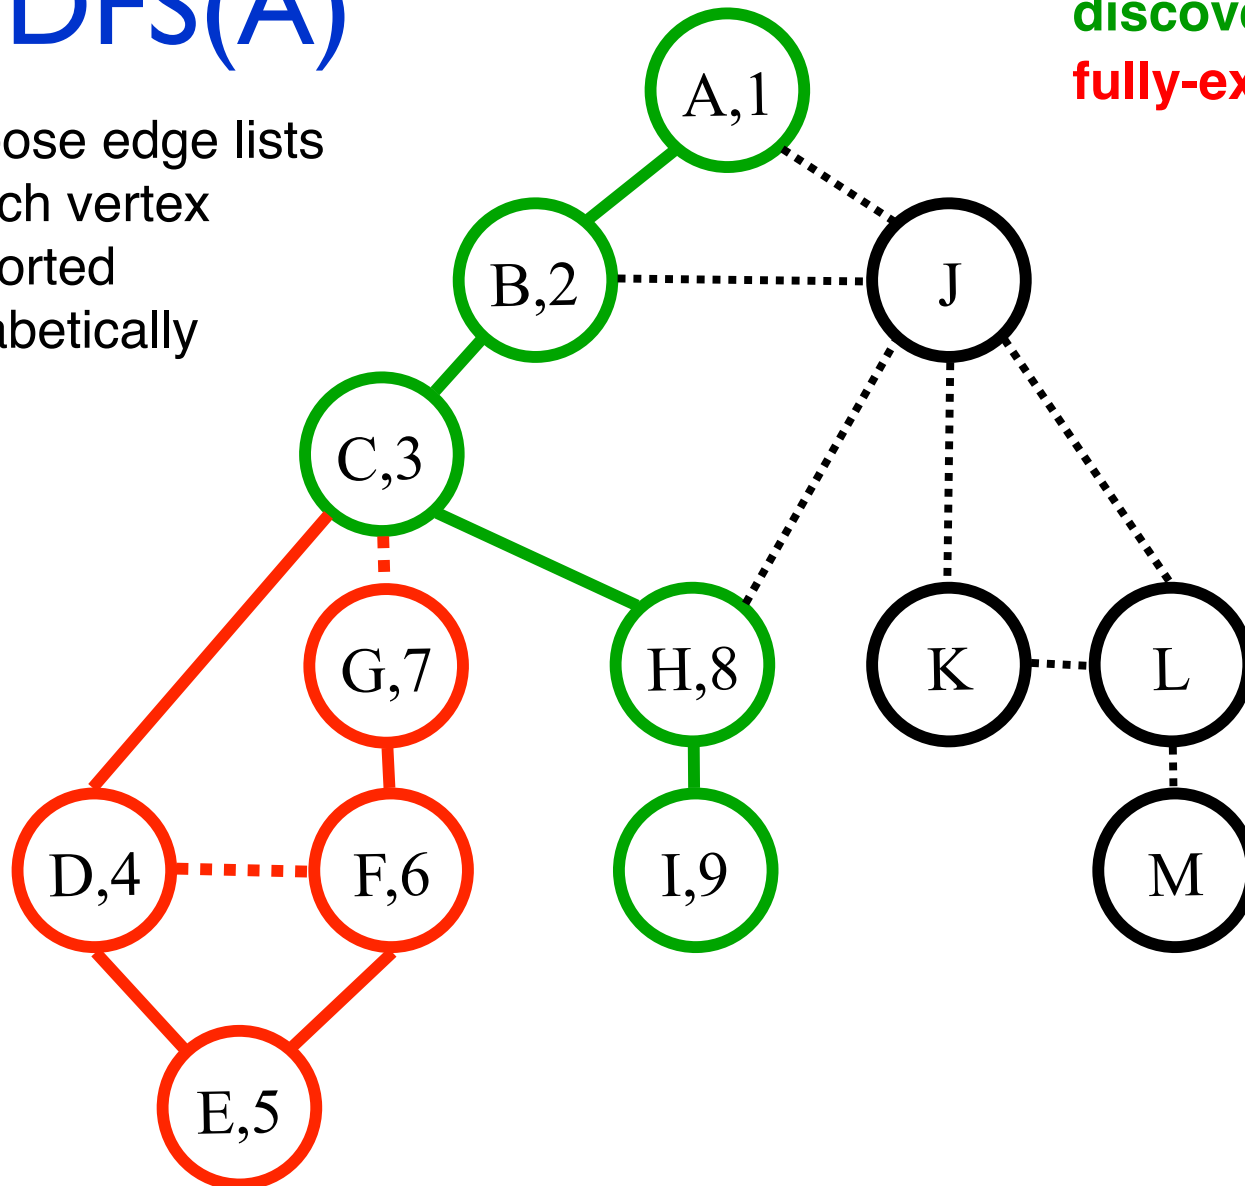 DFS(A)
discove
fully-ex
ose edge lists
ch vertex
orted
abetically
A,1
B,2
J
C,3
G,7
H,8
K
L
D,4
F,6
I,9
M
E,5